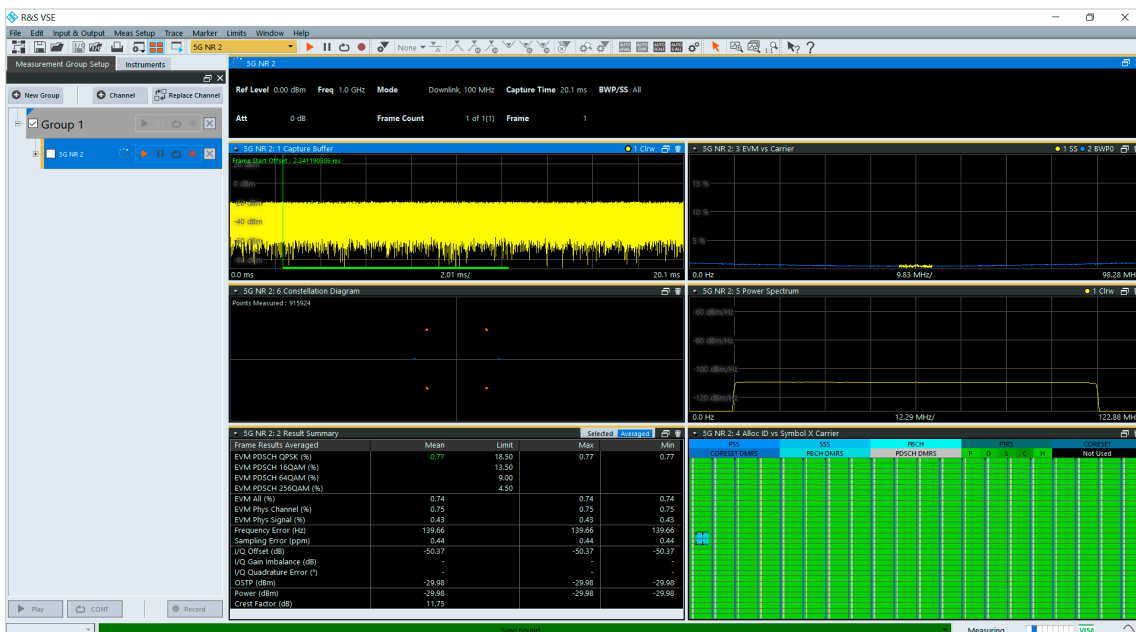 R&S VSE
File Edit Input & Output Meas Setup Trace Marker Limits Window Help
5G NR 2 None
Measurement Group Setup Instruments
New Group Channel Replace Channel
Group 1
5G NR 2
Play CONT Record
5G NR 2
Ref Level 0.00 dBm Freq 1.0 GHz Mode Downlink, 100 MHz Capture Time 20.1 ms BWP/SS All
Att 0 dB Frame Count 1 of 1(1) Frame 1
5G NR 2: 1 Capture Buffer 1 Clrw
Frame Start Offset : 2.341190586 ms
0 dBm
-20 dBm
-40 dBm
0.0 ms 2.01 ms/ 20.1 ms
5G NR 2: 3 EVM vs Carrier 1 SS 2 BWP0
15 %
10 %
5 %
0.0 Hz 9.83 MHz/ 98.28 MH
5G NR 2: 6 Constellation Diagram
Points Measured : 915924
5G NR 2: 5 Power Spectrum 1 Clrw
-60 dBm/Hz
-80 dBm/Hz
-100 dBm/Hz
-120 dBm/Hz
0.0 Hz 12.29 MHz/ 122.88 MH
5G NR 2: 2 Result Summary Selected Averaged
Frame Results Averaged Mean Limit Max Min
EVM PDSCH QPSK (%) 0.77 18.50 0.77 0.77
EVM PDSCH 16QAM (%) 13.50
EVM PDSCH 64QAM (%) 9.00
EVM PDSCH 256QAM (%) 4.50
EVM All (%) 0.74 0.74 0.74
EVM Phys Channel (%) 0.75 0.75 0.75
EVM Phys Signal (%) 0.43 0.43 0.43
Frequency Error (Hz) 139.66 139.66 139.66
Sampling Error (ppm) 0.44 0.44 0.44
I/Q Offset (dB) -50.37 -50.37 -50.37
I/Q Gain Imbalance (dB) - - -
I/Q Quadrature Error (°) - - -
OSTP (dBm) -29.98 -29.98 -29.98
Power (dBm) -29.98 -29.98 -29.98
Crest Factor (dB) 11.75
5G NR 2: 4 Alloc ID vs Symbol X Carrier
PSS SSS PBCH PTRS CORESET
CORESET DMRS PBCH DMRS PDSCH DMRS P D S C H Not Used
Sync Found Measuring VISA